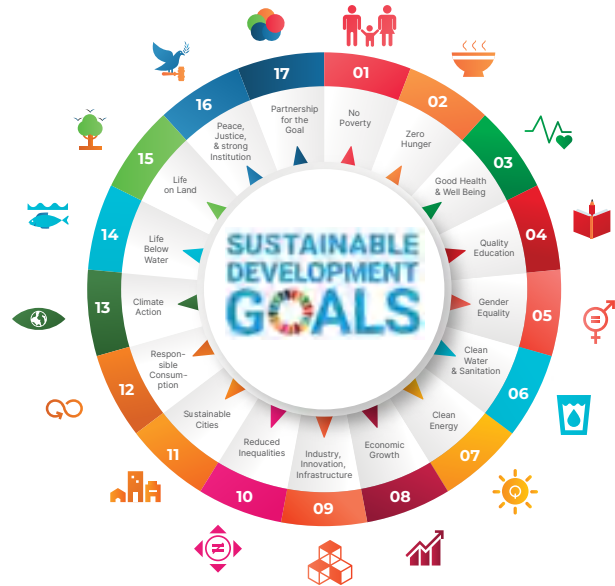 SUSTAINABLE
DEVELOPMENT
GOALS
01
No
Poverty
02
Zero
Hunger
03
Good Health
& Well Being
04
Quality
Education
05
Gender
Equality
06
Clean
Water
& Sanitation
07
Clean
Energy
08
Economic
Growth
09
Industry,
Innovation,
Infrastructure
10
Reduced
Inequalities
11
Sustainable
Cities
12
Respon-
sible
Consum-
ption
13
Climate
Action
14
Life
Below
Water
15
Life
on Land
16
Peace,
Justice,
& strong
Institution
17
Partnership
for the
Goal